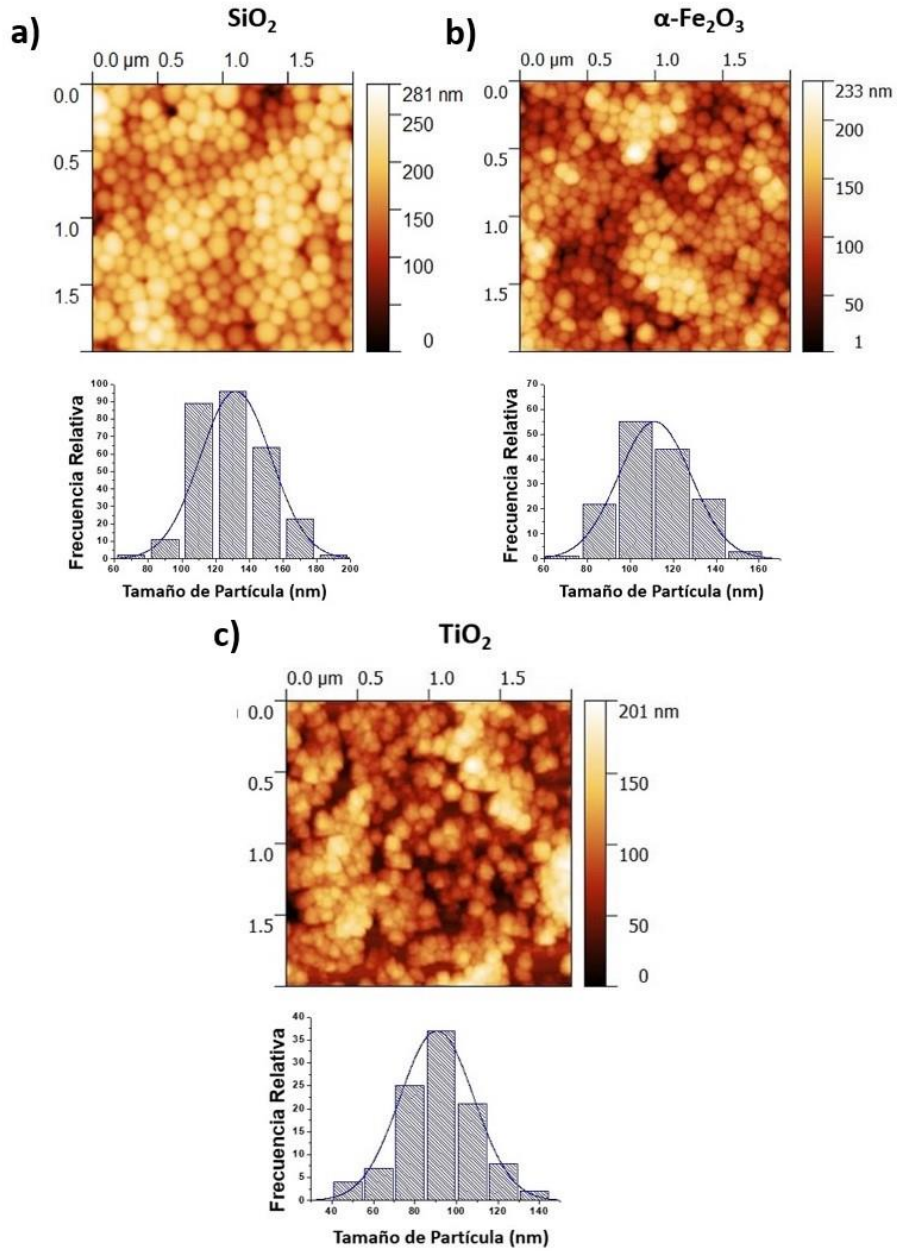 a)
SiO₂
0.0 µm 0.5 1.0 1.5
0.0
0.5
1.0
1.5
281 nm
250
200
150
100
0
100
90
80
70
60
50
40
30
20
10
0
60 80 100 120 140 160 180 200
Frecuencia Relativa
Tamaño de Partícula (nm)
b)
α-Fe₂O₃
0.0 µm 0.5 1.0 1.5
0.0
0.5
1.0
1.5
233 nm
200
150
100
50
1
70
60
50
40
30
20
10
0
60 80 100 120 140 160
Frecuencia Relativa
Tamaño de Partícula (nm)
c)
TiO₂
0.0 µm 0.5 1.0 1.5
0.0
0.5
1.0
1.5
201 nm
150
100
50
0
40
35
30
25
20
15
10
5
0
40 60 80 100 120 140
Frecuencia Relativa
Tamaño de Partícula (nm)